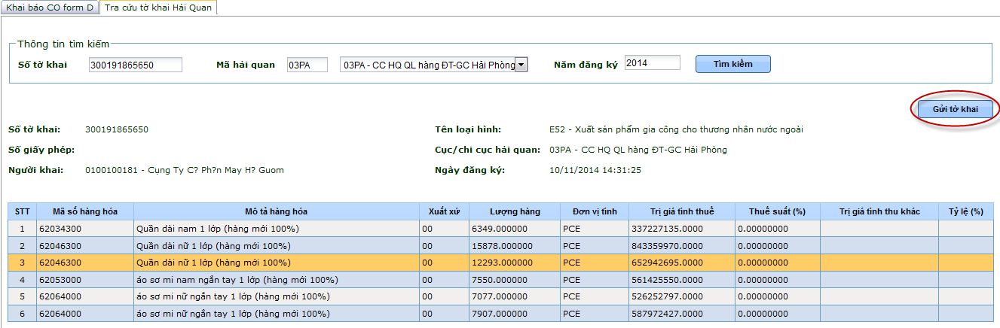 Khai báo CO form D Tra cứu tờ khai Hải Quan
Thông tin tìm kiếm
Số tờ khai 300191865650 Mã hải quan 03PA 03PA - CC HQ QL hàng ĐT-GC Hải Phòng Năm đăng ký 2014 Tìm kiếm
Gửi tờ khai
Số tờ khai: 300191865650 Tên loại hình: E52 - Xuất sản phẩm gia công cho thương nhân nước ngoài
Số giấy phép: Cục/chi cục hải quan: 03PA - CC HQ QL hàng ĐT-GC Hải Phòng
Người khai: 0100100181 - Cụng Ty C? Ph?n May H? Guom Ngày đăng ký: 10/11/2014 14:31:25
STT Mã số hàng hóa Mô tả hàng hóa Xuất xứ Lượng hàng Đơn vị tính Trị giá tính thuế Thuế suất (%) Trị giá tính thu khác Tỷ lệ (%)
1 62034300 Quần dài nam 1 lớp (hàng mới 100%) 00 6349.000000 PCE 337227135.0000 0.00000000
2 62046300 Quần dài nữ 1 lớp (hàng mới 100%) 00 15878.000000 PCE 843359970.0000 0.00000000
3 62046300 Quần dài nữ 1 lớp (hàng mới 100%) 00 12293.000000 PCE 652942695.0000 0.00000000
4 62053000 áo sơ mi nam ngắn tay 1 lớp (hàng mới 100%) 00 7550.000000 PCE 561425550.0000 0.00000000
5 62064000 áo sơ mi nữ ngắn tay 1 lớp (hàng mới 100%) 00 7077.000000 PCE 526252797.0000 0.00000000
6 62064000 áo sơ mi nữ ngắn tay 1 lớp (hàng mới 100%) 00 7907.000000 PCE 587972427.0000 0.00000000